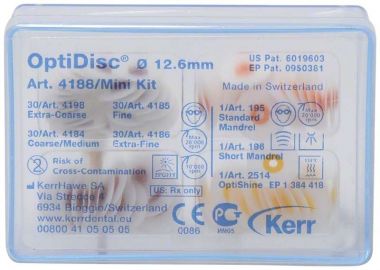 OptiDisc® Ø 12.6mm
US Pat. 6019603
EP Pat. 0950381
Art. 4188/Mini Kit
Made in Switzerland
30/Art. 4198
Extra-Coarse
30/Art. 4185
Fine
30/Art. 4184
Coarse/Medium
30/Art. 4186
Extra-Fine
1/Art. 195
Standard
Mandrel
1/Art. 196
Short Mandrel
1/Art. 2514
OptiShine EP 1 384 418
Risk of
Cross-Contamination
KerrHawe SA
Via Strecce 4
6934 Bioggio/Switzerland
www.kerrdental.eu
00800 41 05 05 05
US: Rx only
0086
Kerr